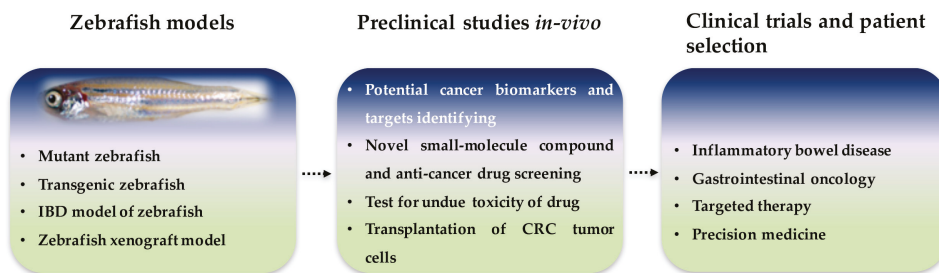 Zebrafish models
• Mutant zebrafish
• Transgenic zebrafish
• IBD model of zebrafish
• Zebrafish xenograft model
Preclinical studies in-vivo
• Potential cancer biomarkers and
targets identifying
• Novel small-molecule compound
and anti-cancer drug screening
• Test for undue toxicity of drug
• Transplantation of CRC tumor
cells
Clinical trials and patient
selection
• Inflammatory bowel disease
• Gastrointestinal oncology
• Targeted therapy
• Precision medicine